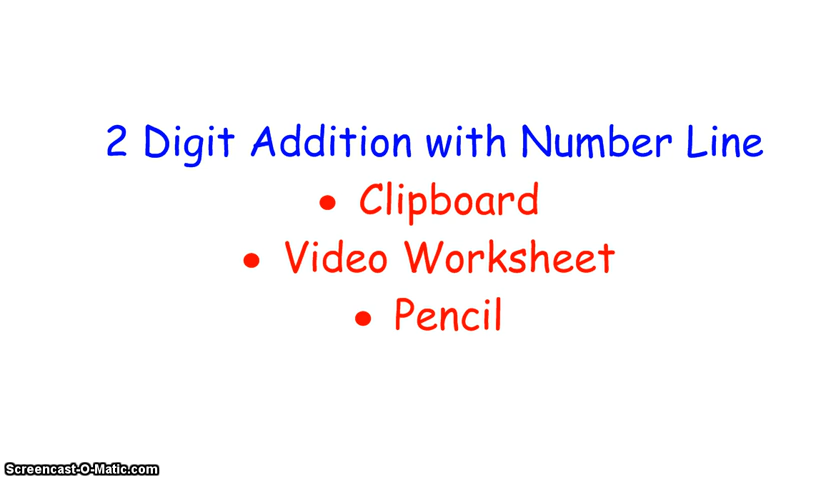 2 Digit Addition with Number Line
• Clipboard
• Video Worksheet
• Pencil
Screencast-O-Matic.com